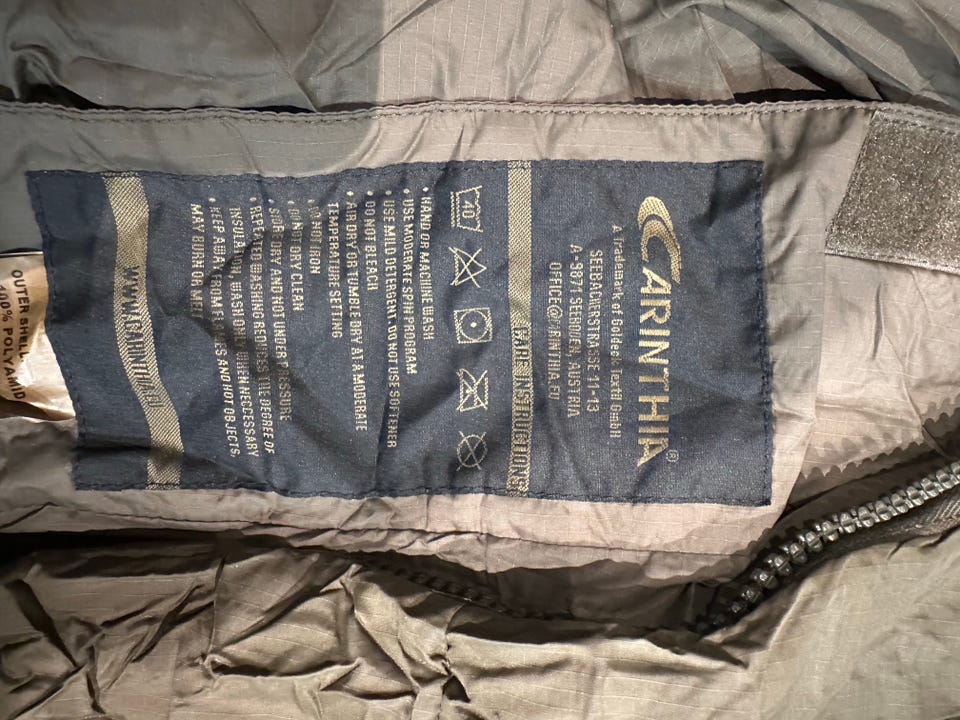 CARINTHIA®
A Trademark of Goldeck Textil GmbH
SEEBACHERSTRASSE 11-13
A-9871 SEEBODEN, AUSTRIA
OFFICE@CARINTHIA.EU
CARE INSTRUCTIONS
40
• HAND OR MACHINE WASH
• USE MODERATE SPIN PROGRAM
• USE MILD DETERGENT. DO NOT USE SOFTENER
• DO NOT BLEACH
• AIR DRY OR TUMBLE DRY AT A MODERATE
TEMPERATURE SETTING
• DO NOT IRON
• DO NOT DRY CLEAN
• STORE DRY AND NOT UNDER PRESSURE
• REPEATED WASHING REDUCES THE DEGREE OF
INSULATION. WASH ONLY WHEN NECCESSARY
• KEEP AWAY FROM FIRES AND HOT OBJECTS.
MAY BURN OR MELT
WWW.CARINTHIA.EU
OUTER SHELL:
100% POLYAMID